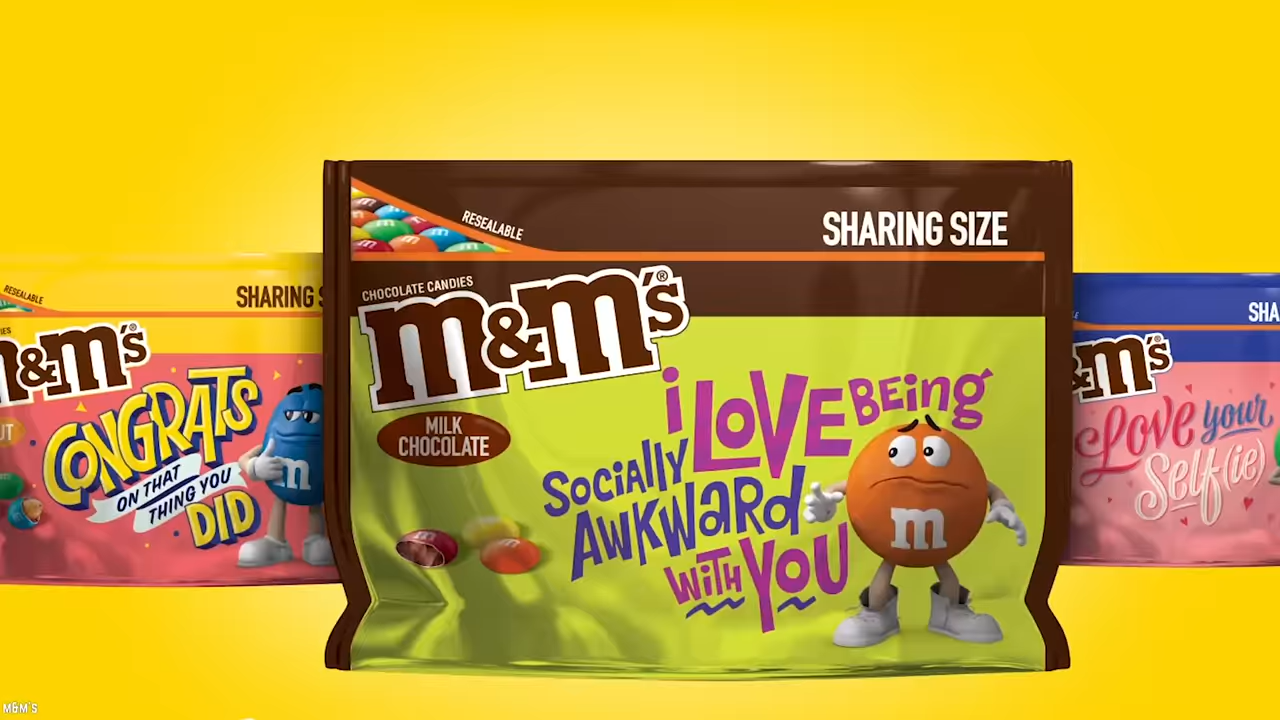 RESEALABLE
SHARING SIZE
CHOCOLATE CANDIES
m&m's®
MILK
CHOCOLATE
i LOVE BEing
SOCiALLY
AWKWaRD
WiTH YOU
m
RESEALABLE
SHARING
m&m's
CONGRATS
ON THAT
THING YOU
DID
m
SHA
m's
Love your
Self(ie)
M&M'S